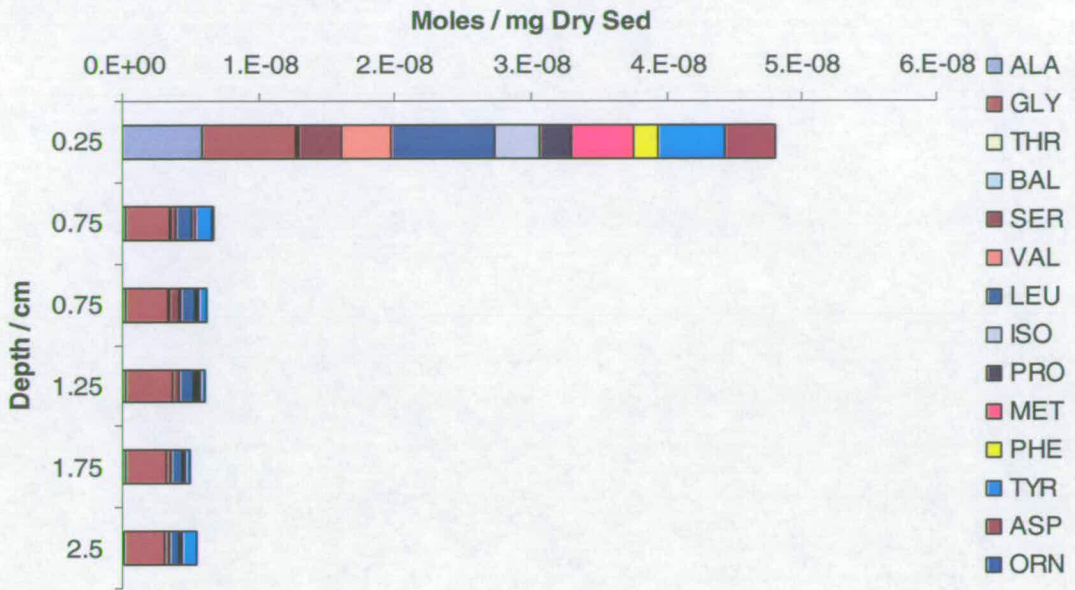 Moles / mg Dry Sed
0.E+00 1.E-08 2.E-08 3.E-08 4.E-08 5.E-08 6.E-08
Depth / cm
0.25
0.75
0.75
1.25
1.75
2.5
ALA
GLY
THR
BAL
SER
VAL
LEU
ISO
PRO
MET
PHE
TYR
ASP
ORN